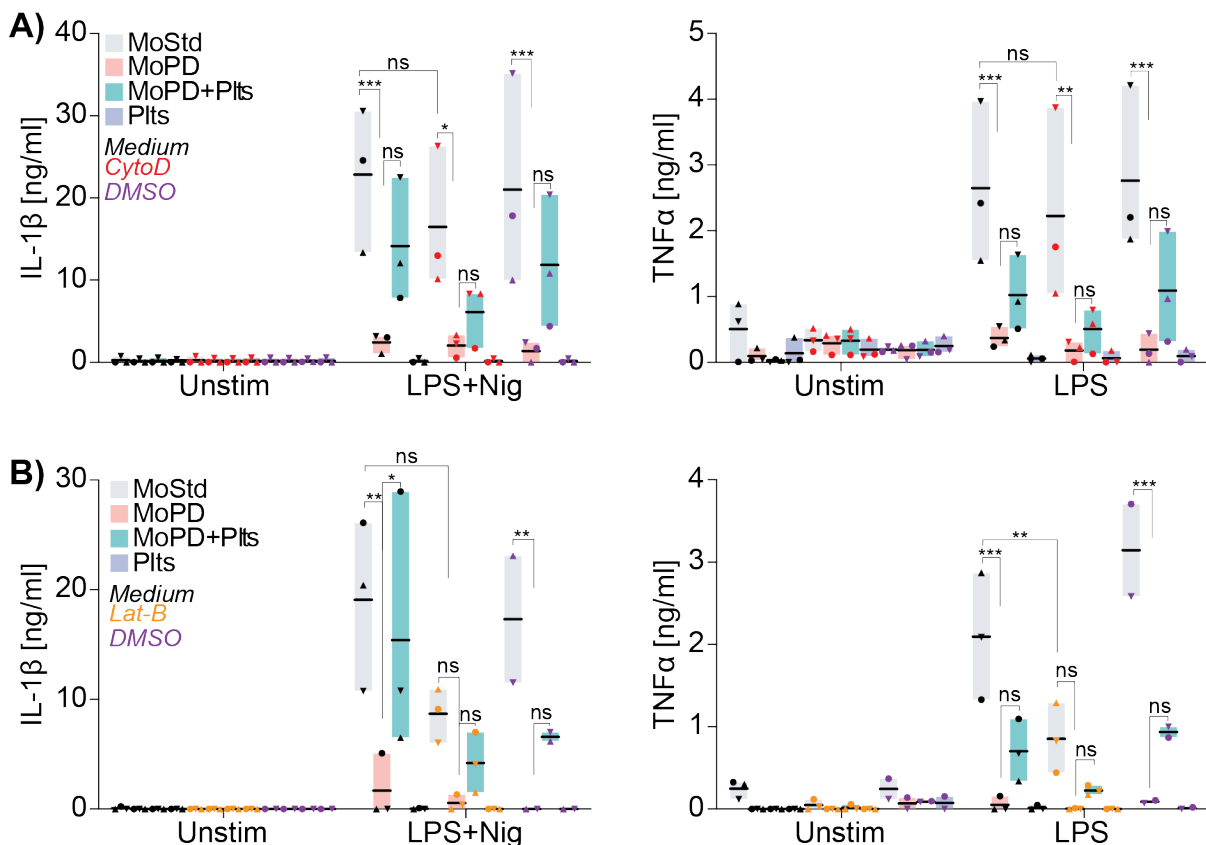 A)
IL-1β [ng/ml]
40
30
20
10
0
MoStd
MoPD
MoPD+Plts
Plts
Medium
CytoD
DMSO
***
ns
ns
*
ns
***
ns
Unstim
LPS+Nig
TNFα [ng/ml]
5
4
3
2
1
0
ns
***
ns
**
ns
***
ns
Unstim
LPS
B)
IL-1β [ng/ml]
30
20
10
0
MoStd
MoPD
MoPD+Plts
Plts
Medium
Lat-B
DMSO
ns
**
*
ns
ns
**
ns
Unstim
LPS+Nig
TNFα [ng/ml]
4
3
2
1
0
***
**
ns
ns
ns
***
ns
Unstim
LPS